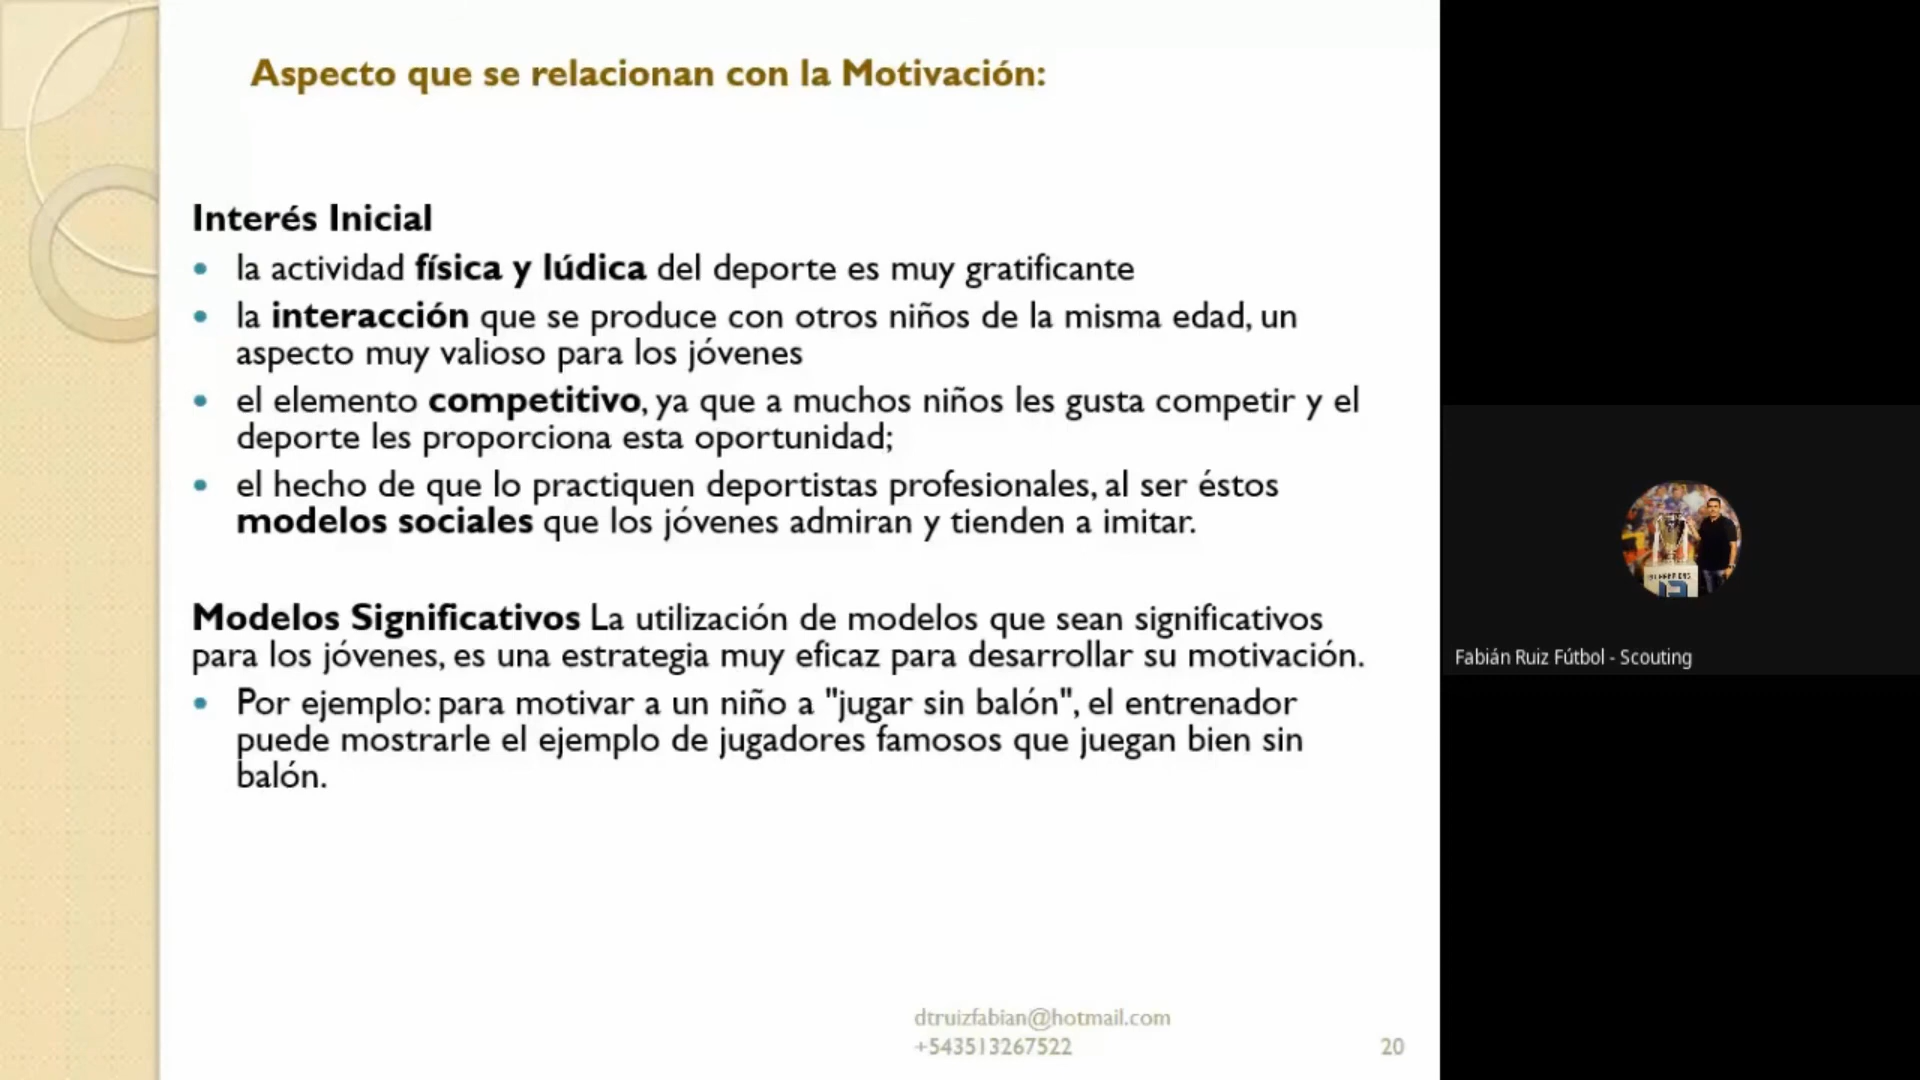 Aspecto que se relacionan con la Motivación:
Interés Inicial
• la actividad física y lúdica del deporte es muy gratificante
• la interacción que se produce con otros niños de la misma edad, un
aspecto muy valioso para los jóvenes
• el elemento competitivo, ya que a muchos niños les gusta competir y el
deporte les proporciona esta oportunidad;
• el hecho de que lo practiquen deportistas profesionales, al ser éstos
modelos sociales que los jóvenes admiran y tienden a imitar.
Modelos Significativos La utilización de modelos que sean significativos
para los jóvenes, es una estrategia muy eficaz para desarrollar su motivación.
• Por ejemplo: para motivar a un niño a "jugar sin balón", el entrenador
puede mostrarle el ejemplo de jugadores famosos que juegan bien sin
balón.
dtruizfabian@hotmail.com
+543513267522
20
Fabián Ruiz Fútbol - Scouting